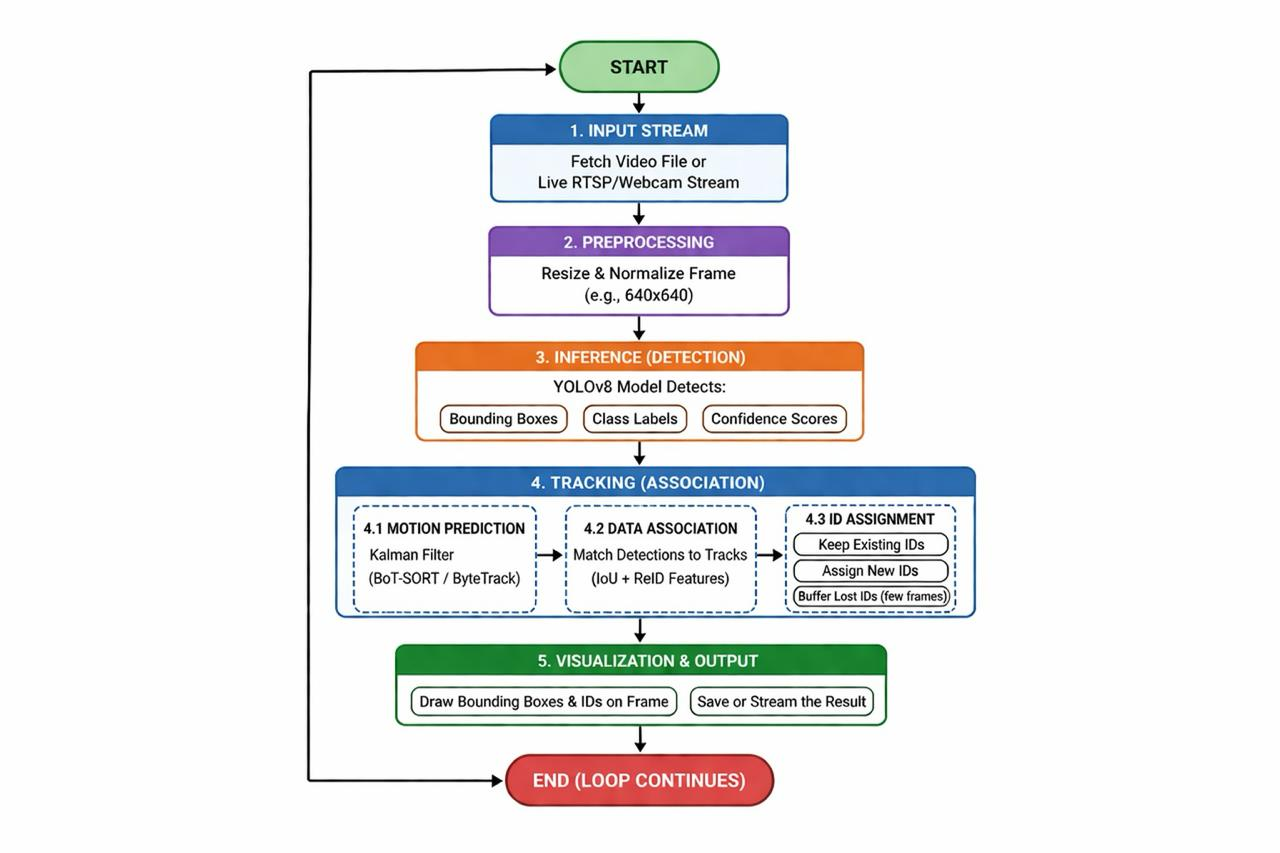 START
1. INPUT STREAM
Fetch Video File or
Live RTSP/Webcam Stream
2. PREPROCESSING
Resize & Normalize Frame
(e.g., 640x640)
3. INFERENCE (DETECTION)
YOLOv8 Model Detects:
Bounding Boxes
Class Labels
Confidence Scores
4. TRACKING (ASSOCIATION)
4.1 MOTION PREDICTION
Kalman Filter
(BoT-SORT / ByteTrack)
4.2 DATA ASSOCIATION
Match Detections to Tracks
(IoU + ReID Features)
4.3 ID ASSIGNMENT
Keep Existing IDs
Assign New IDs
Buffer Lost IDs (few frames)
5. VISUALIZATION & OUTPUT
Draw Bounding Boxes & IDs on Frame
Save or Stream the Result
END (LOOP CONTINUES)